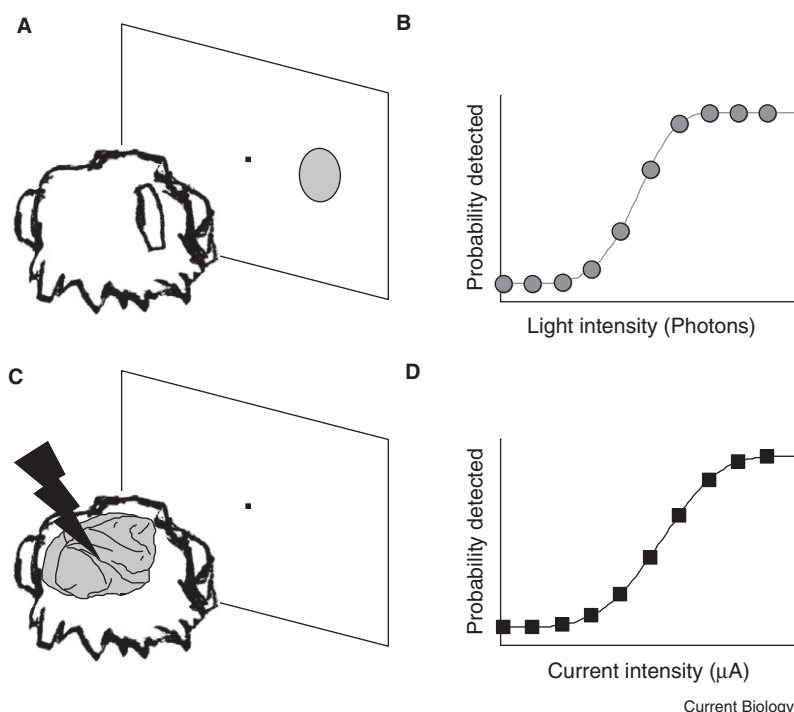 A
B
Probability detected
Light intensity (Photons)
C
D
Probability detected
Current intensity (μA)
Current Biology